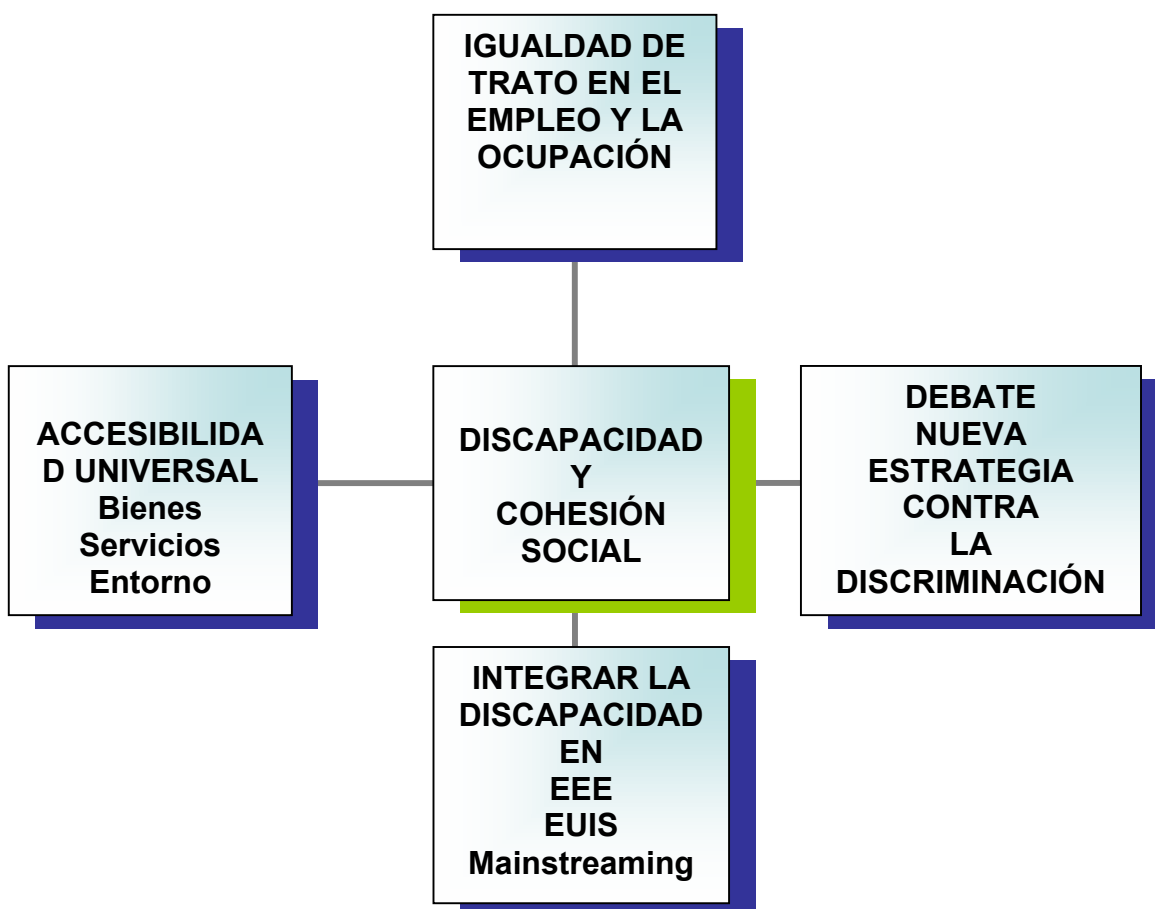 IGUALDAD DE
TRATO EN EL
EMPLEO Y LA
OCUPACIÓN
ACCESIBILIDA
D UNIVERSAL
Bienes
Servicios
Entorno
DISCAPACIDAD
Y
COHESIÓN
SOCIAL
DEBATE
NUEVA
ESTRATEGIA
CONTRA
LA
DISCRIMINACIÓN
INTEGRAR LA
DISCAPACIDAD
EN
EEE
EUIS
Mainstreaming